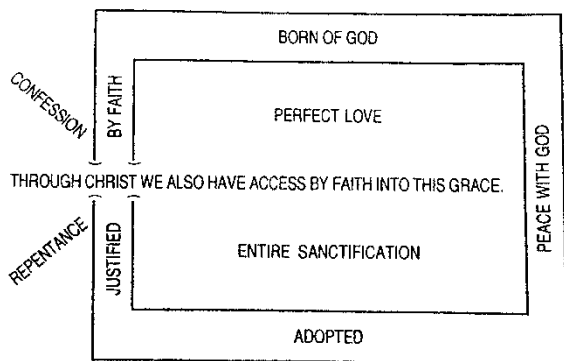 BORN OF GOD
CONFESSION
BY FAITH
PERFECT LOVE
THROUGH CHRIST WE ALSO HAVE ACCESS BY FAITH INTO THIS GRACE.
PEACE WITH GOD
REPENTANCE
JUSTIFIED
ENTIRE SANCTIFICATION
ADOPTED